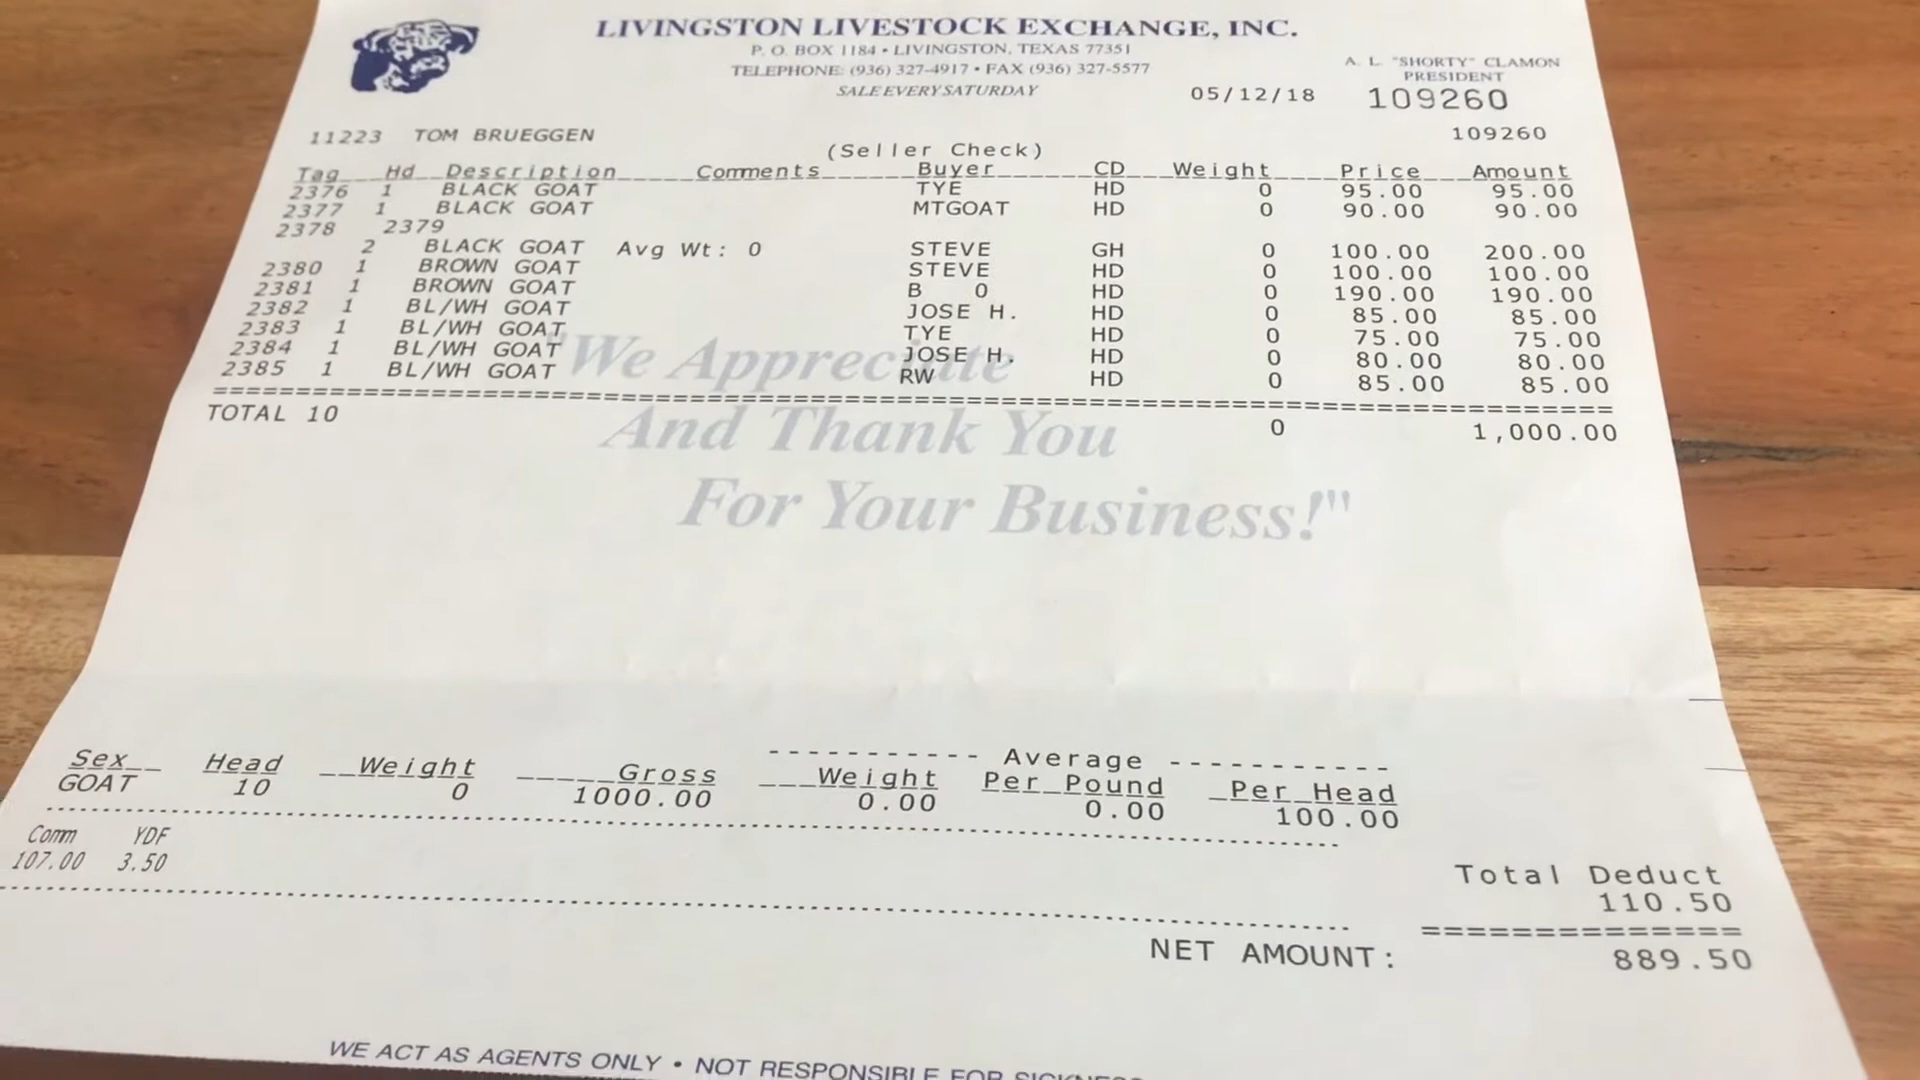 LIVINGSTON LIVESTOCK EXCHANGE, INC.
P. O. BOX 1184 • LIVINGSTON, TEXAS 77351
TELEPHONE: (936) 327-4917 • FAX (936) 327-5577
SALE EVERY SATURDAY
A. L. "SHORTY" CLAMON
PRESIDENT
05/12/18 109260
11223 TOM BRUEGGEN 109260
(Seller Check)
Tag Hd Description Comments Buyer CD Weight Price Amount
2376 1 BLACK GOAT TYE HD 0 95.00 95.00
2377 1 BLACK GOAT MTGOAT HD 0 90.00 90.00
2378 2379
2 BLACK GOAT Avg Wt: 0 STEVE GH 0 100.00 200.00
2380 1 BROWN GOAT STEVE HD 0 100.00 100.00
2381 1 BROWN GOAT B O HD 0 190.00 190.00
2382 1 BL/WH GOAT JOSE H. HD 0 85.00 85.00
2383 1 BL/WH GOAT TYE HD 0 75.00 75.00
2384 1 BL/WH GOAT JOSE H. HD 0 80.00 80.00
2385 1 BL/WH GOAT RW HD 0 85.00 85.00
TOTAL 10 0 1,000.00
"We Appreciate
And Thank You
For Your Business!"
Average
Sex Head Weight Gross Weight Per Pound Per Head
GOAT 10 0 1000.00 0.00 0.00 100.00
Comm YDF
107.00 3.50
Total Deduct
110.50
NET AMOUNT: 889.50
WE ACT AS AGENTS ONLY • NOT RESPONSIBLE FOR SICKNESS